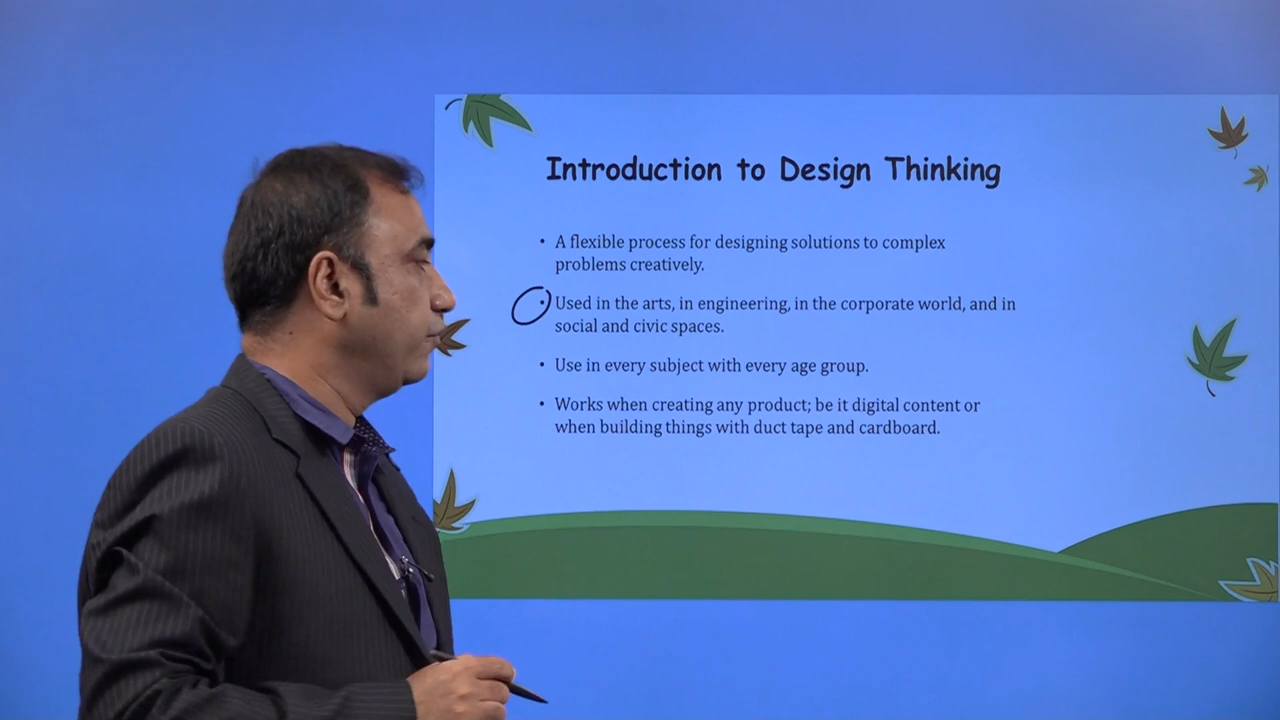 Introduction to Design Thinking
• A flexible process for designing solutions to complex
problems creatively.
• Used in the arts, in engineering, in the corporate world, and in
social and civic spaces.
• Use in every subject with every age group.
• Works when creating any product; be it digital content or
when building things with duct tape and cardboard.